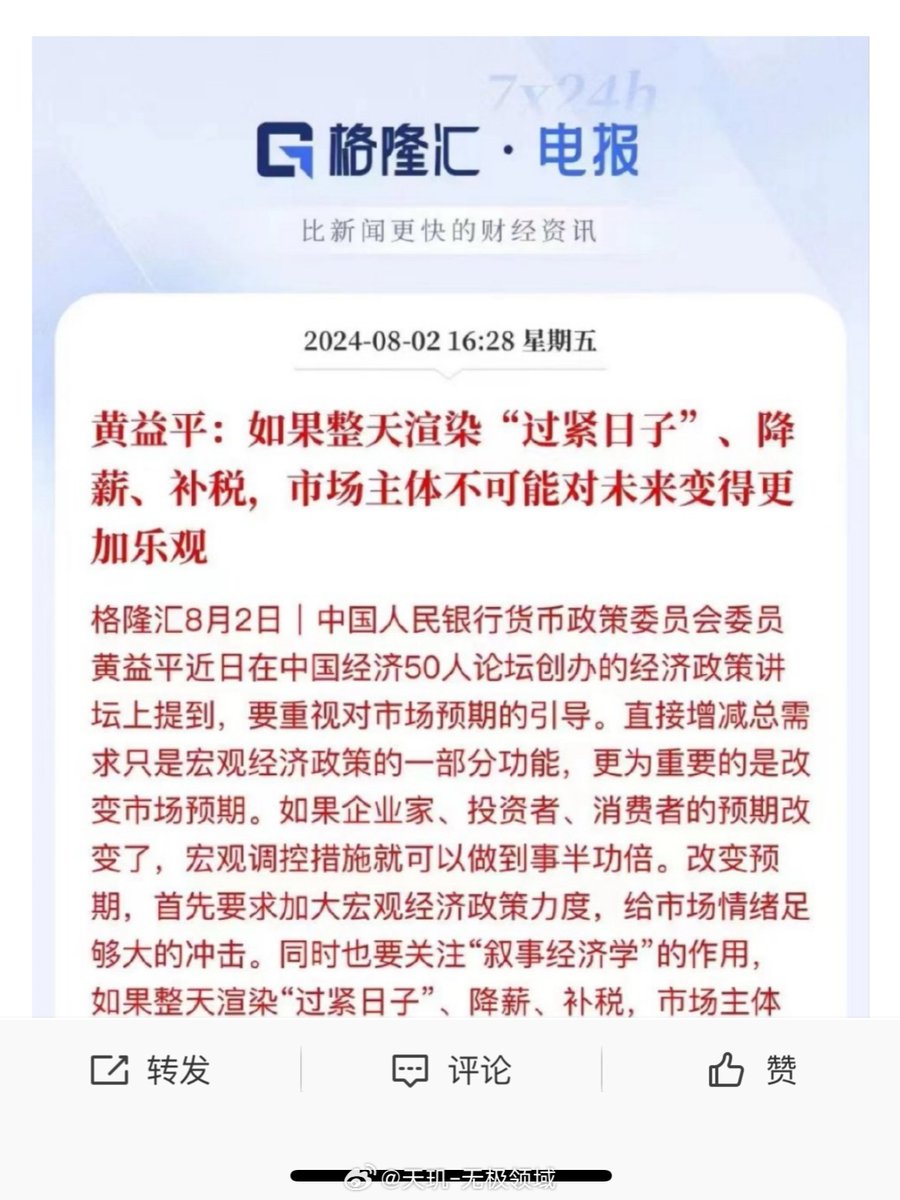 7x24h
格隆汇·电报
比新闻更快的财经资讯
2024-08-02 16:28 星期五
黄益平：如果整天渲染“过紧日子”、降
薪、补税，市场主体不可能对未来变得更
加乐观
格隆汇8月2日｜中国人民银行货币政策委员会委员
黄益平近日在中国经济50人论坛创办的经济政策讲
坛上提到，要重视对市场预期的引导。直接增减总需
求只是宏观经济政策的一部分功能，更为重要的是改
变市场预期。如果企业家、投资者、消费者的预期改
变了，宏观调控措施就可以做到事半功倍。改变预
期，首先要求加大宏观经济政策力度，给市场情绪足
够大的冲击。同时也要关注“叙事经济学”的作用，
如果整天渲染“过紧日子”、降薪、补税，市场主体
转发
评论
赞
@天玑-无极领域